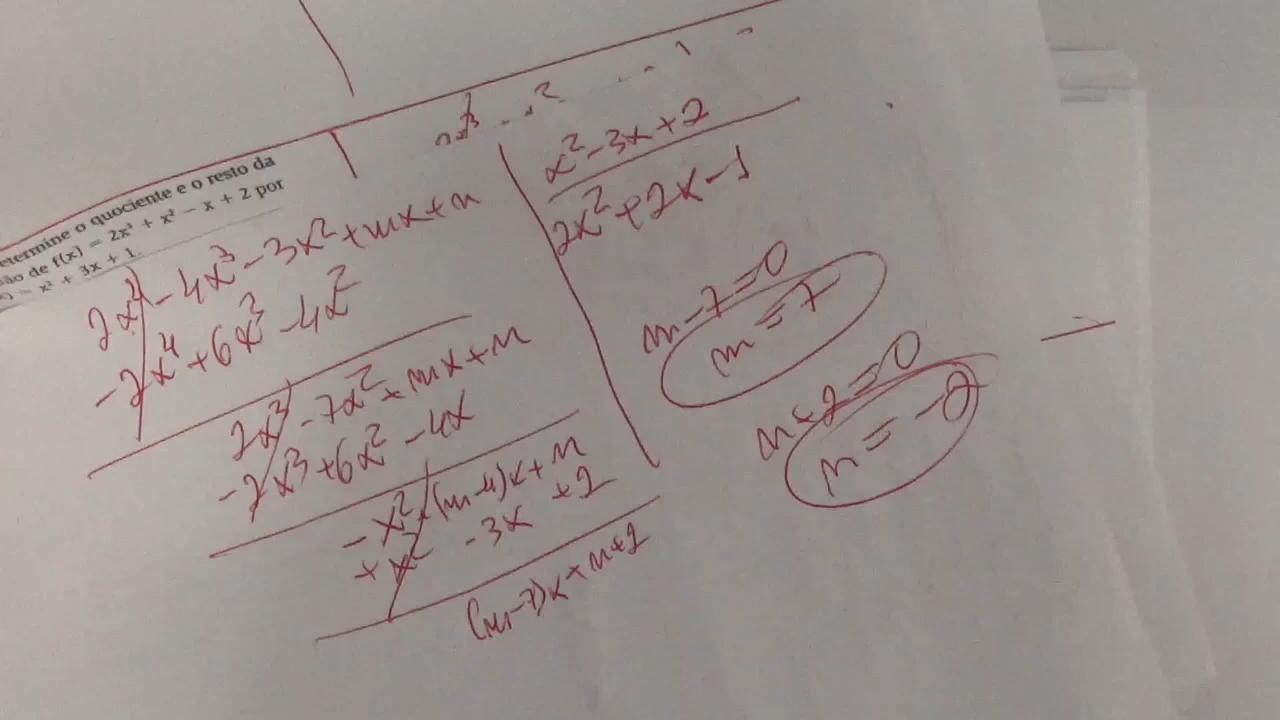 etermine o quociente e o resto da
são de f(x) = 2x³ + x² − x + 2 por
= x² + 3x + 1.
2x⁴ - 4x³ - 3x² + mx + n
x² - 3x + 2
- 2x⁴ + 6x³ - 4x²
2x² + 2x - 1
2x³ - 7x² + mx + n
- 2x³ + 6x² - 4x
- x² + (m-4)x + n
+ x² - 3x + 2
(m-7)x + n + 2
m - 7 = 0
m = 7
n + 2 = 0
n = -2